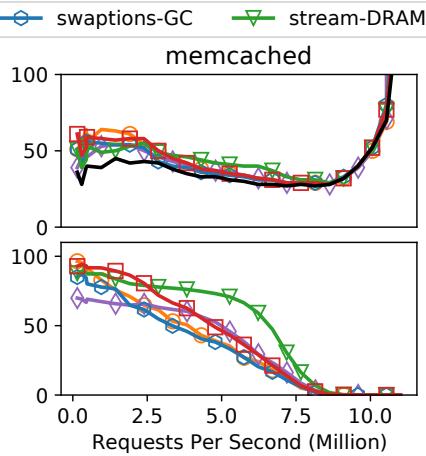 swaptions-GC stream-DRAM
memcached
100
50
0
100
50
0
0.0 2.5 5.0 7.5 10.0
Requests Per Second (Million)